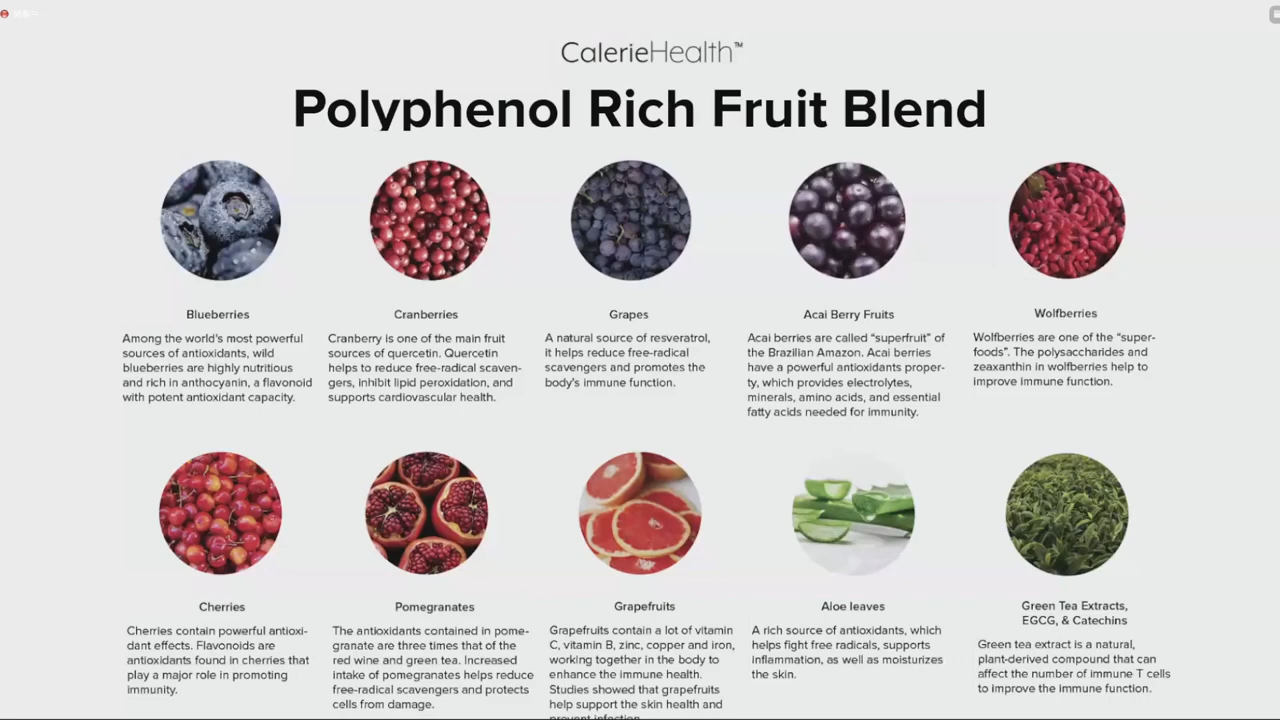 CalerieHealth™
Polyphenol Rich Fruit Blend
Blueberries
Among the world's most powerful
sources of antioxidants, wild
blueberries are highly nutritious
and rich in anthocyanin, a flavonoid
with potent antioxidant capacity.
Cranberries
Cranberry is one of the main fruit
sources of quercetin. Quercetin
helps to reduce free-radical scaven-
gers, inhibit lipid peroxidation, and
supports cardiovascular health.
Grapes
A natural source of resveratrol,
it helps reduce free-radical
scavengers and promotes the
body's immune function.
Acai Berry Fruits
Acai berries are called “superfruit” of
the Brazilian Amazon. Acai berries
have a powerful antioxidants proper-
ty, which provides electrolytes,
minerals, amino acids, and essential
fatty acids needed for immunity.
Wolfberries
Wolfberries are one of the “super-
foods”. The polysaccharides and
zeaxanthin in wolfberries help to
improve immune function.
Cherries
Cherries contain powerful antioxi-
dant effects. Flavonoids are
antioxidants found in cherries that
play a major role in promoting
immunity.
Pomegranates
The antioxidants contained in pome-
granate are three times that of the
red wine and green tea. Increased
intake of pomegranates helps reduce
free-radical scavengers and protects
cells from damage.
Grapefruits
Grapefruits contain a lot of vitamin
C, vitamin B, zinc, copper and iron,
working together in the body to
enhance the immune health.
Studies showed that grapefruits
help support the skin health and
prevent infection.
Aloe leaves
A rich source of antioxidants, which
helps fight free radicals, supports
inflammation, as well as moisturizes
the skin.
Green Tea Extracts,
EGCG, & Catechins
Green tea extract is a natural,
plant-derived compound that can
affect the number of immune T cells
to improve the immune function.